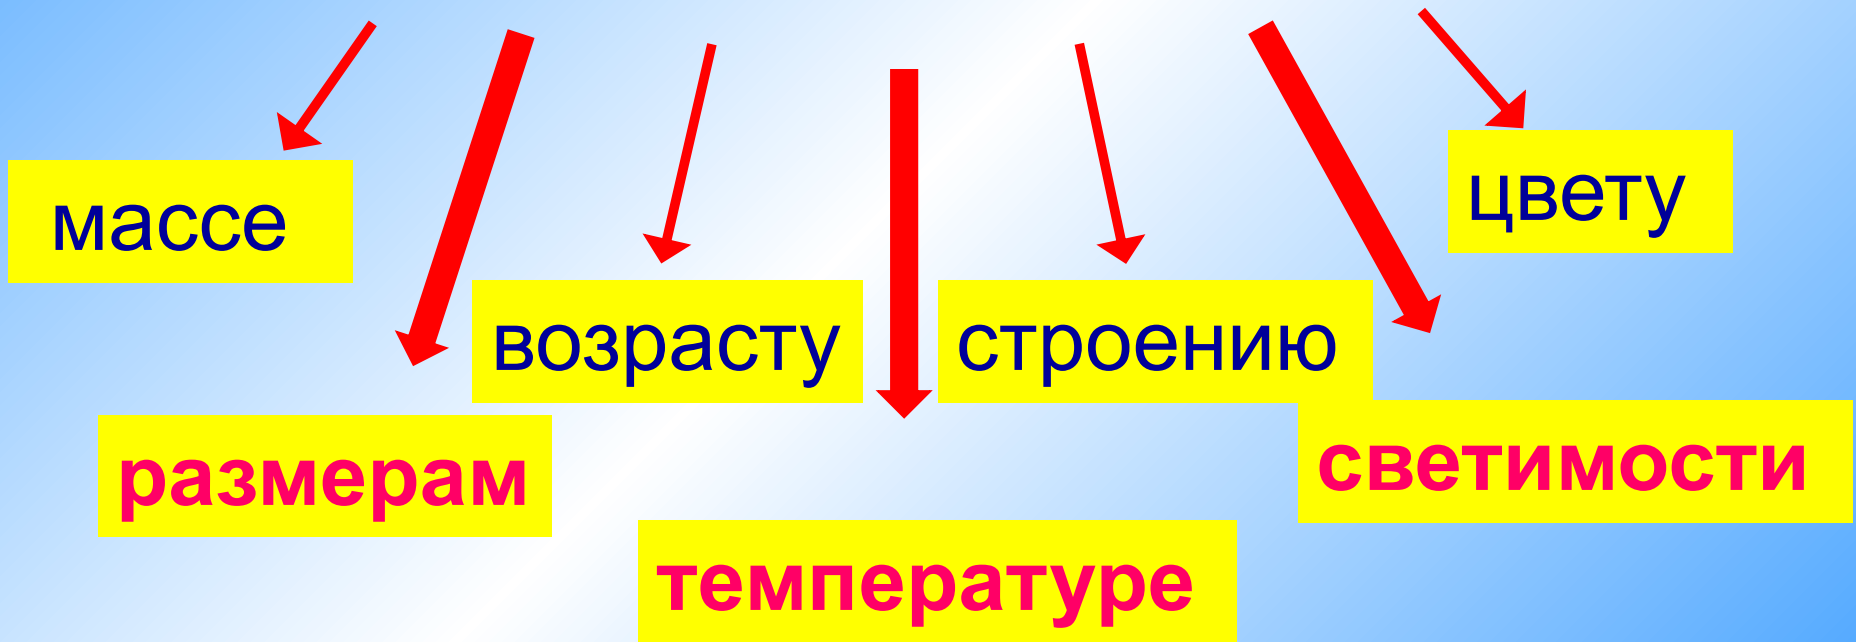 массе
цвету
возрасту
строению
размерам
светимости
температуре